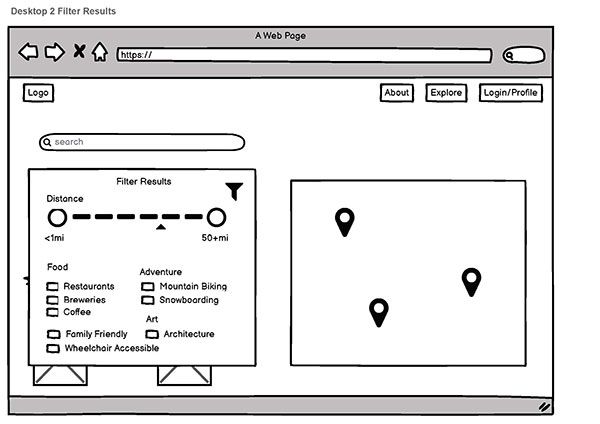 Desktop 2 Filter Results
A Web Page
https://
Logo
About
Explore
Login/Profile
search
Filter Results
Distance
<1mi
50+mi
Food
Restaurants
Breweries
Coffee
Family Friendly
Wheelchair Accessible
Adventure
Mountain Biking
Snowboarding
Art
Architecture